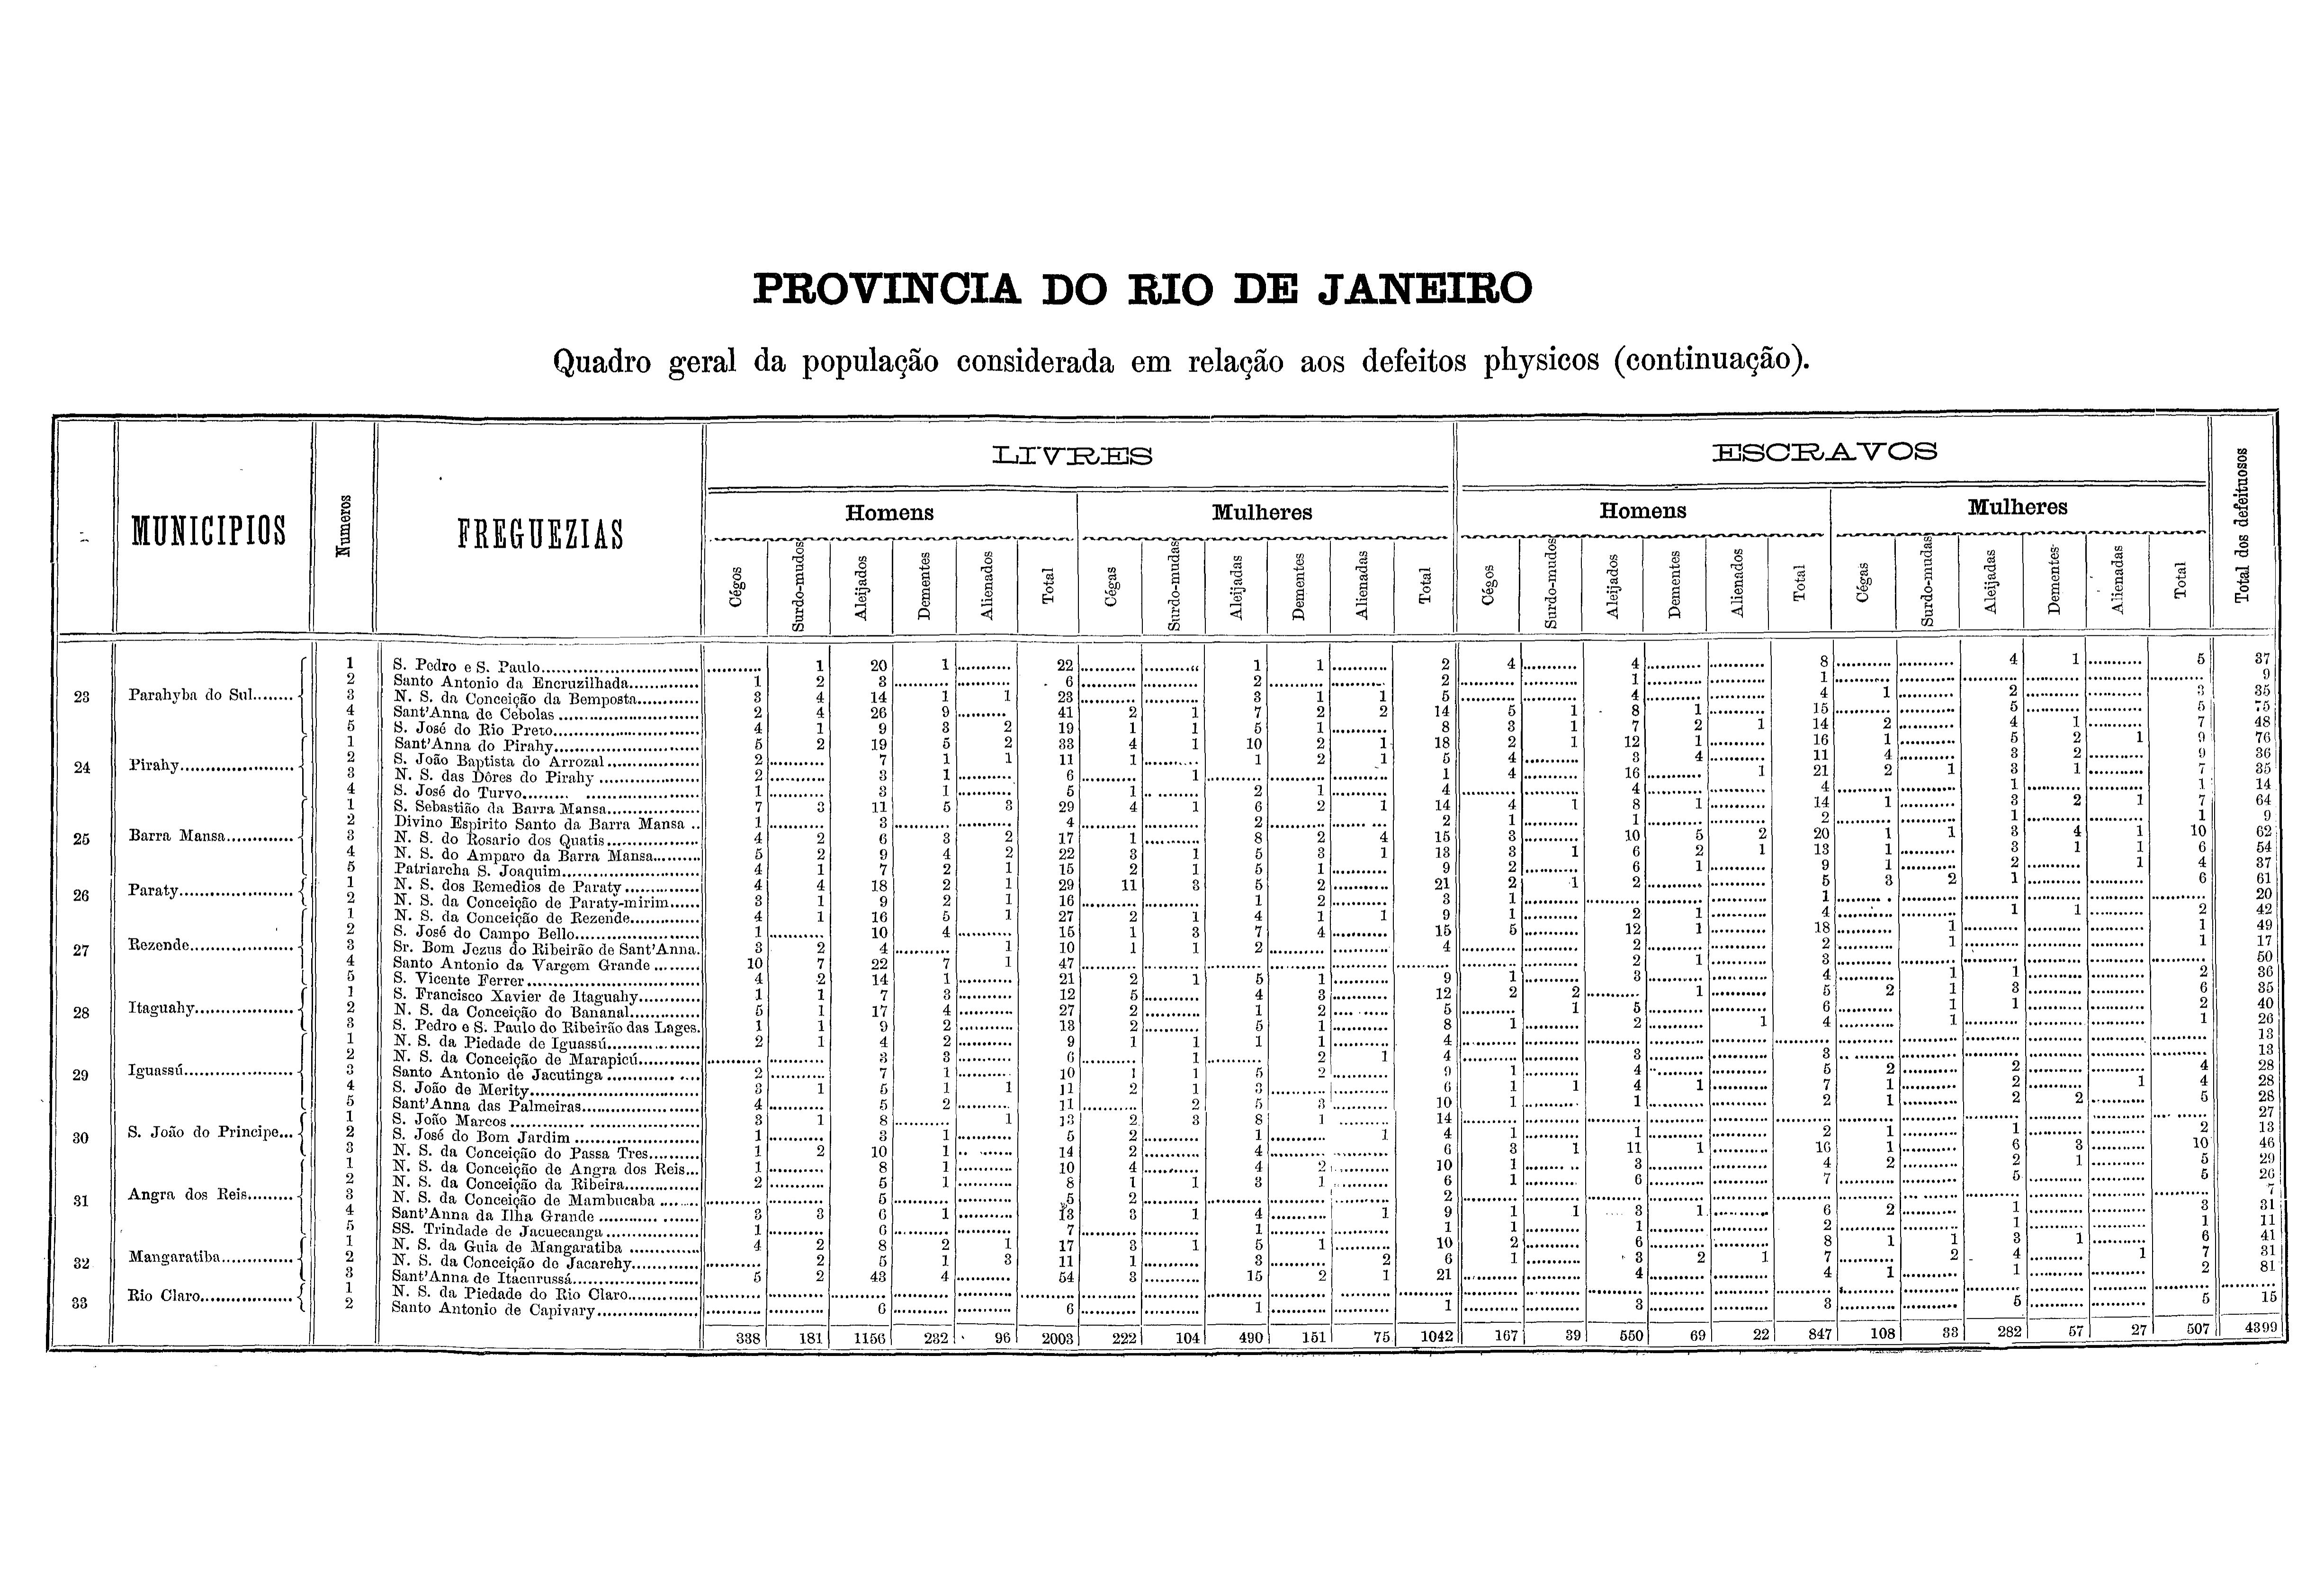 PROVINCIA DO RIO DE JANEIRO
Quadro geral da população considerada em relação aos defeitos physicos (continuação).
MUNICIPIOS Numeros FREGUEZIAS LIVRES ESCRAVOS Total dos defeituosos
Homens Mulheres Homens Mulheres
Cégos Surdo-mudos Aleijados Dementes Alienados Total Cégas Surdo-mudas Aleijadas Dementes Alienadas Total Cégos Surdo-mudos Aleijados Dementes Alienados Total Cégas Surdo-mudas Aleijadas Dementes Alienadas Total
23 Parahyba do Sul
1 S. Pedro e S. Paulo 1 20 1 22 1 1 2 4 4 8 4 1 5 37
2 Santo Antonio da Encruzilhada 1 2 3 6 2 2 1 1 9
3 N. S. da Conceição da Bemposta 3 4 14 1 1 23 3 1 1 5 4 4 1 2 3 35
4 Sant'Anna de Cebolas 2 4 26 9 41 2 1 7 2 2 14 5 1 8 1 15 5 5 75
5 S. José do Rio Preto 4 1 9 3 2 19 1 1 5 1 8 3 1 7 2 1 14 2 4 1 7 48
24 Pirahy
1 Sant'Anna do Pirahy 5 2 19 5 2 33 4 1 10 2 1 18 2 1 12 1 16 1 5 2 1 9 76
2 S. João Baptista do Arrozal 2 7 1 1 11 1 1 2 1 5 4 3 4 11 4 3 2 9 36
3 N. S. das Dôres do Pirahy 2 3 1 6 1 1 4 16 1 21 2 1 3 1 7 35
4 S. José do Turvo 1 3 1 5 1 2 1 4 4 4 1 1 14
25 Barra Mansa
1 S. Sebastião da Barra Mansa 7 3 11 5 3 29 4 1 6 2 1 14 4 1 8 1 14 1 3 2 1 7 64
2 Divino Espirito Santo da Barra Mansa 1 3 4 2 2 1 1 2 1 1 9
3 N. S. do Rosario dos Quatis 4 2 6 3 2 17 1 8 2 4 15 3 10 5 2 20 1 1 3 4 1 10 62
4 N. S. do Amparo da Barra Mansa 5 2 9 4 2 22 3 1 5 3 1 13 3 1 6 2 1 13 1 3 1 1 6 54
5 Patriarcha S. Joaquim 4 1 7 2 1 15 2 1 5 1 9 2 6 1 9 1 2 1 4 37
26 Paraty
1 N. S. dos Remedios de Paraty 4 4 18 2 1 29 11 3 5 2 21 2 1 2 5 3 2 1 6 61
2 N. S. da Conceição de Paraty-mirim 3 1 9 2 1 16 1 2 3 1 1 20
27 Rezende
1 N. S. da Conceição de Rezende 4 1 16 5 1 27 2 1 4 1 1 9 1 2 1 4 1 1 2 42
2 S. José do Campo Bello 1 10 4 15 1 3 7 4 15 5 12 1 18 1 1 49
3 Sr. Bom Jezus do Ribeirão de Sant'Anna. 3 2 4 1 10 1 1 2 4 2 2 1 1 17
4 Santo Antonio da Vargem Grande 10 7 22 7 1 47 2 1 3 50
5 S. Vicente Ferrer 4 2 14 1 21 2 1 5 1 9 1 3 4 1 1 2 36
28 Itaguahy
1 S. Francisco Xavier de Itaguahy 1 1 7 3 12 5 4 3 12 2 2 1 5 2 1 3 6 35
2 N. S. da Conceição do Bananal 5 1 17 4 27 2 1 2 5 1 5 6 1 1 2 40
3 S. Pedro e S. Paulo do Ribeirão das Lages. 1 1 9 2 13 2 5 1 8 1 2 1 4 1 1 26
29 Iguassú
1 N. S. da Piedade de Iguassú 2 1 4 2 9 1 1 1 1 4 13
2 N. S. da Conceição de Marapicú 3 3 6 1 2 1 4 3 3 13
3 Santo Antonio de Jacutinga 2 7 1 10 1 1 5 2 9 1 4 5 2 2 4 28
4 S. João de Merity 3 1 5 1 1 11 2 1 3 6 1 1 4 1 7 1 2 1 4 28
5 Sant'Anna das Palmeiras 4 5 2 11 2 5 3 10 1 1 2 1 2 2 5 28
30 S. João do Principe
1 S. João Marcos 3 1 8 1 13 2 3 8 1 14 27
2 S. José do Bom Jardim 1 3 1 5 2 1 1 4 1 1 2 1 1 2 13
3 N. S. da Conceição do Passa Tres 1 2 10 1 14 2 4 6 3 1 11 1 16 1 6 3 10 46
31 Angra dos Reis
1 N. S. da Conceição de Angra dos Reis 1 8 1 10 4 4 2 10 1 3 4 2 2 1 5 29
2 N. S. da Conceição da Ribeira 2 5 1 8 1 1 3 1 6 1 6 7 5 5 26
3 N. S. da Conceição de Mambucaba 5 5 2 2 7
4 Sant'Anna da Ilha Grande 3 3 6 1 13 3 1 4 1 9 1 1 3 1 6 2 1 3 31
5 SS. Trindade de Jacuecanga 1 6 7 1 1 1 1 2 1 1 11
32 Mangaratiba
1 N. S. da Guia de Mangaratiba 4 2 8 2 1 17 3 1 5 1 10 2 6 8 1 1 3 1 6 41
2 N. S. da Conceição de Jacarehy 2 5 1 3 11 1 3 2 6 1 3 2 1 7 2 4 1 7 31
3 Sant'Anna de Itacurussá 5 2 43 4 54 3 15 2 1 21 4 4 1 1 2 81
33 Rio Claro
1 N. S. da Piedade do Rio Claro
2 Santo Antonio de Capivary 6 6 1 1 3 3 5 5 15
338 181 1156 232 96 2003 222 104 490 151 75 1042 167 39 550 69 22 847 108 33 282 57 27 507 4399